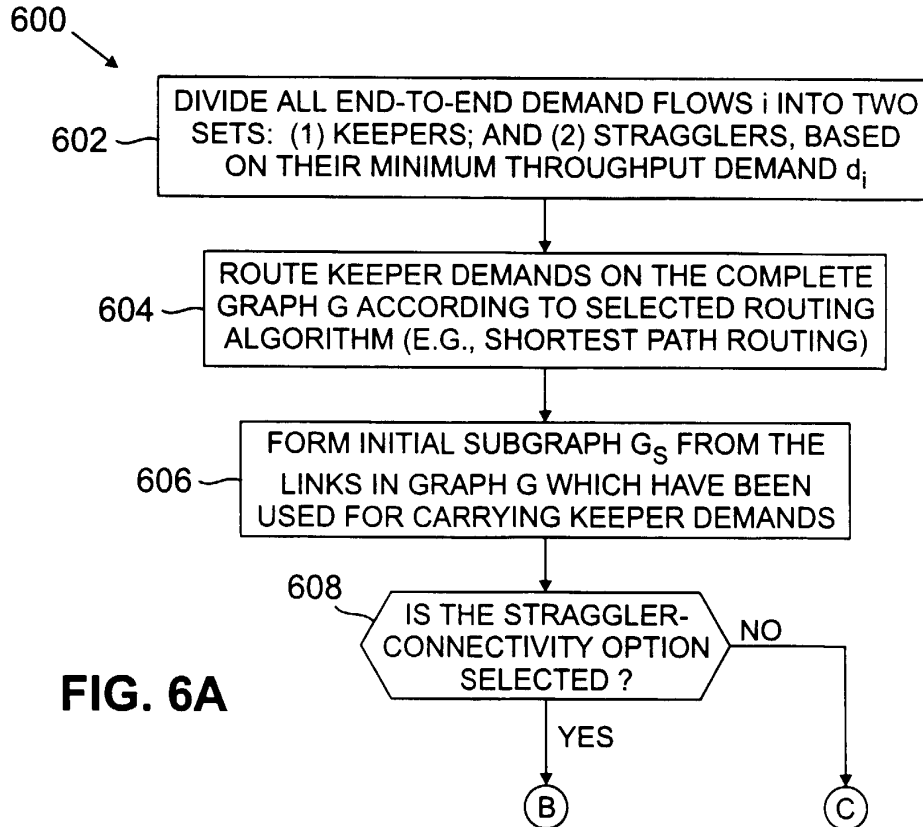 600
602
DIVIDE ALL END-TO-END DEMAND FLOWS i INTO TWO
SETS: (1) KEEPERS; AND (2) STRAGGLERS, BASED
ON THEIR MINIMUM THROUGHPUT DEMAND di
604
ROUTE KEEPER DEMANDS ON THE COMPLETE
GRAPH G ACCORDING TO SELECTED ROUTING
ALGORITHM (E.G., SHORTEST PATH ROUTING)
606
FORM INITIAL SUBGRAPH GS FROM THE
LINKS IN GRAPH G WHICH HAVE BEEN
USED FOR CARRYING KEEPER DEMANDS
608
IS THE STRAGGLER-
CONNECTIVITY OPTION
SELECTED ?
NO
YES
FIG. 6A
B
C